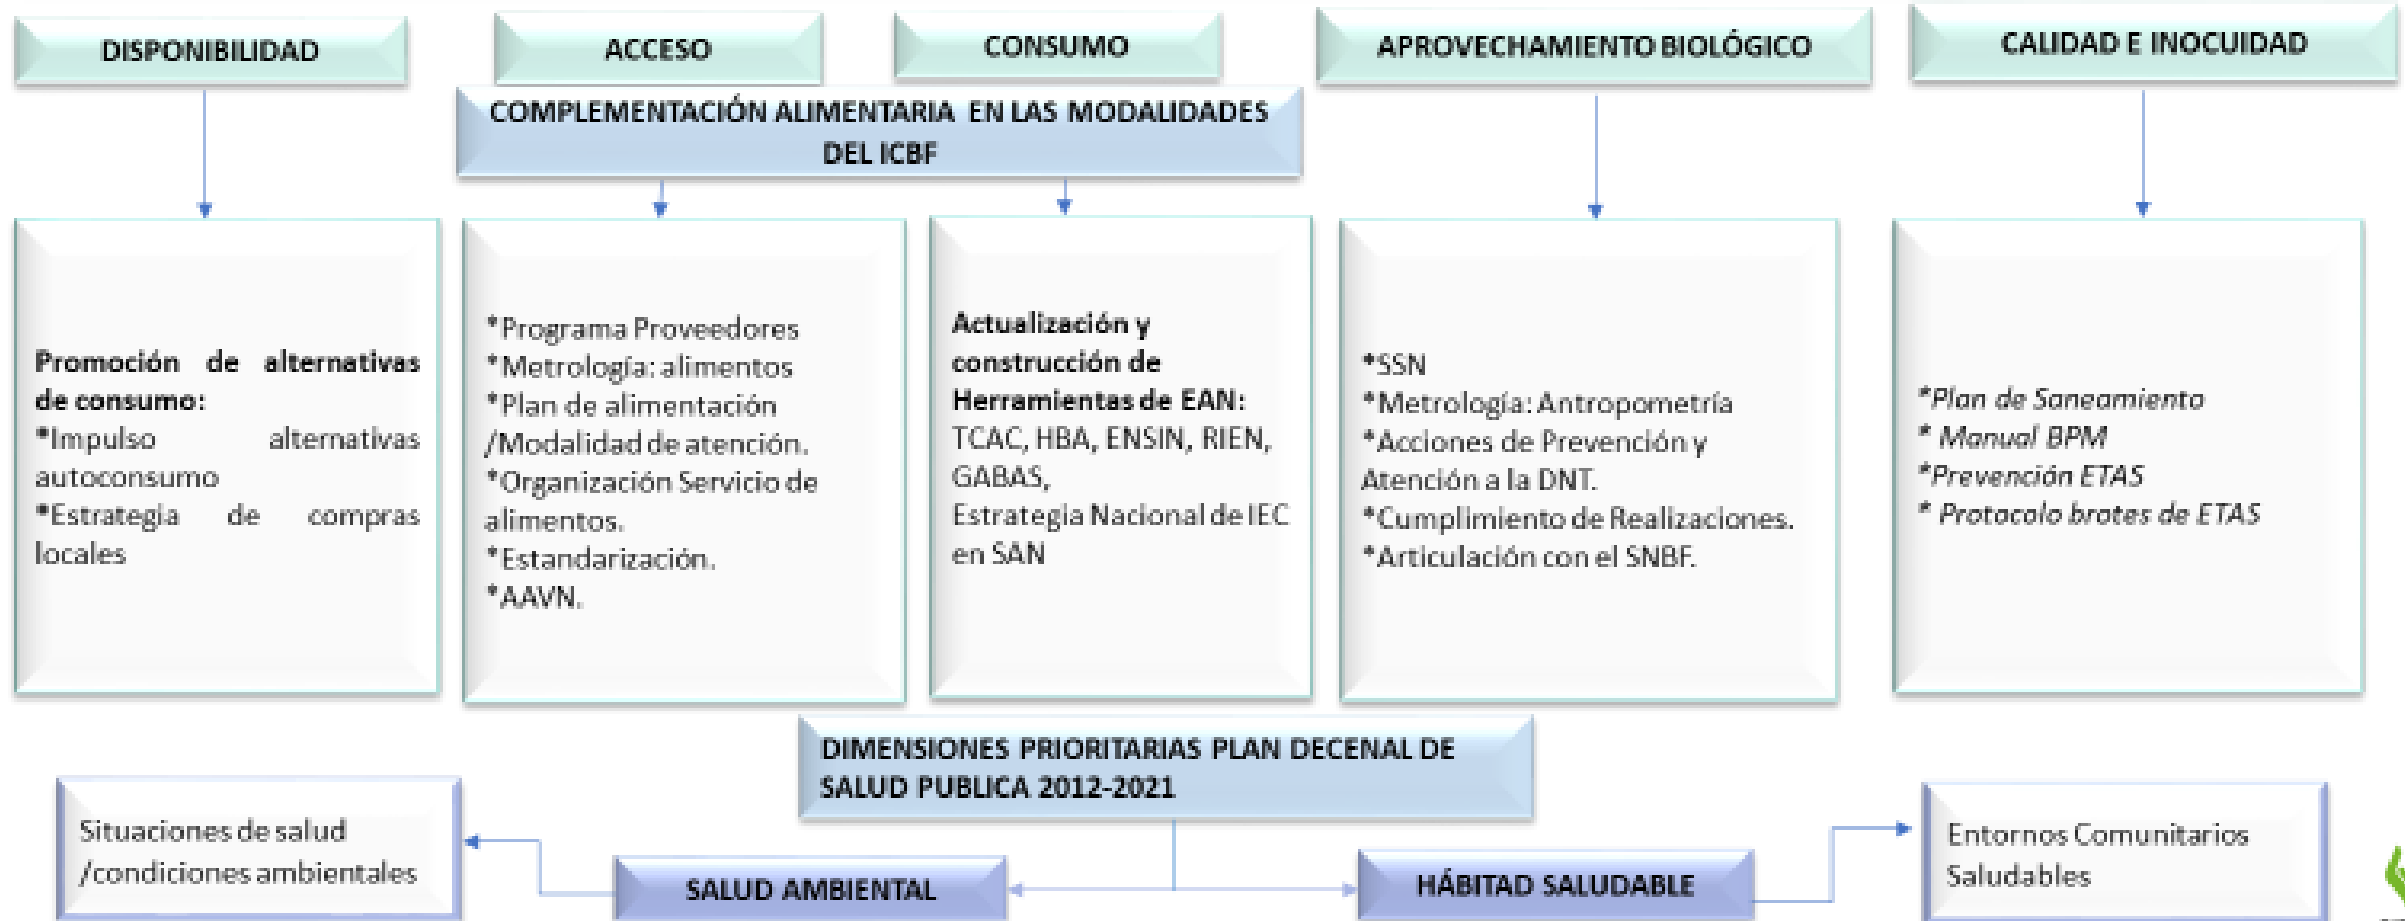 DISPONIBILIDAD
ACCESO
CONSUMO
APROVECHAMIENTO BIOLÓGICO
CALIDAD E INOCUIDAD
COMPLEMENTACIÓN ALIMENTARIA EN LAS MODALIDADES
DEL ICBF
Promoción de alternativas
de consumo:
*Impulso alternativas
autoconsumo
*Estrategia de compras
locales
*Programa Proveedores
*Metrología: alimentos
*Plan de alimentación
/Modalidad de atención.
*Organización Servicio de
alimentos.
*Estandarización.
*AAVN.
Actualización y
construcción de
Herramientas de EAN:
TCAC, HBA, ENSIN, RIEN,
GABAS,
Estrategia Nacional de IEC
en SAN
*SSN
*Metrología: Antropometría
*Acciones de Prevención y
Atención a la DNT.
*Cumplimiento de Realizaciones.
*Articulación con el SNBF.
*Plan de Saneamiento
* Manual BPM
*Prevención ETAS
* Protocolo brotes de ETAS
DIMENSIONES PRIORITARIAS PLAN DECENAL DE
SALUD PUBLICA 2012-2021
Situaciones de salud
/condiciones ambientales
SALUD AMBIENTAL
HÁBITAD SALUDABLE
Entornos Comunitarios
Saludables